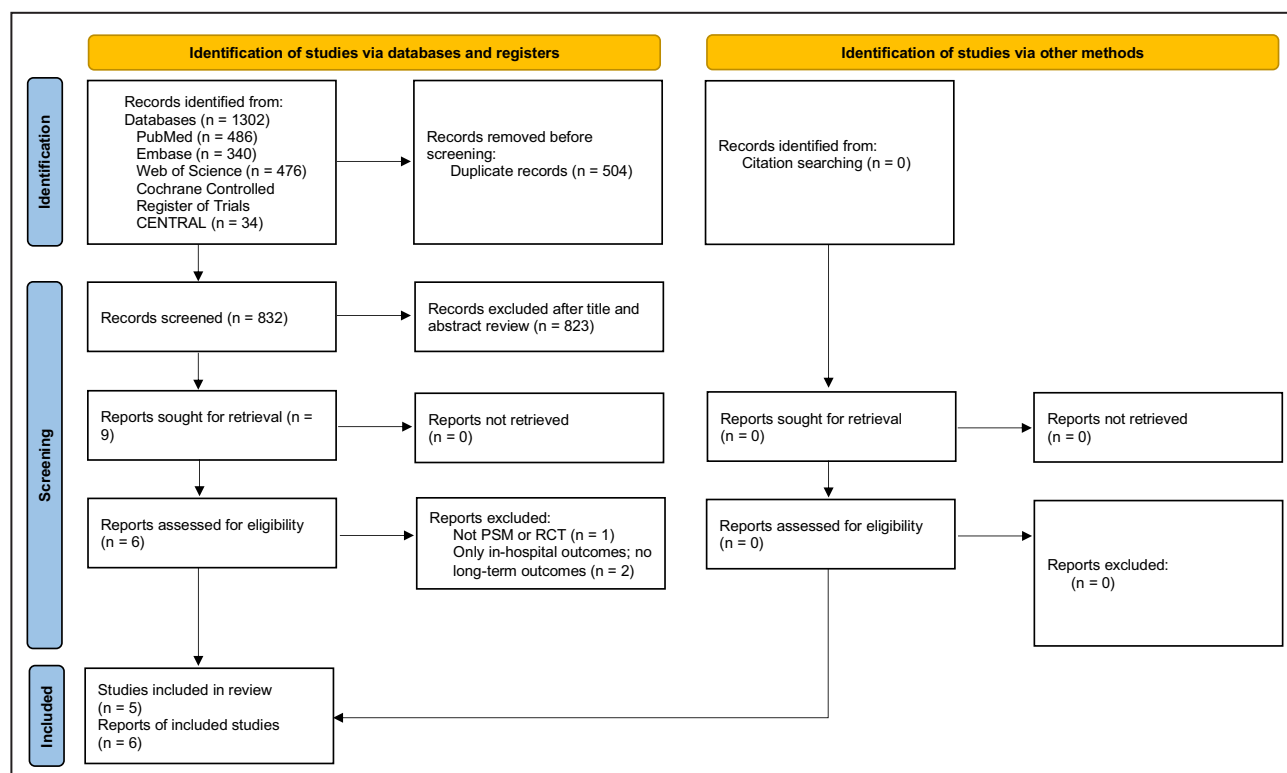 Identification of studies via databases and registers
Identification of studies via other methods
Identification
Records identified from:
Databases (n = 1302)
PubMed (n = 486)
Embase (n = 340)
Web of Science (n = 476)
Cochrane Controlled
Register of Trials
CENTRAL (n = 34)
Records removed before
screening:
Duplicate records (n = 504)
Records identified from:
Citation searching (n = 0)
Screening
Records screened (n = 832)
Records excluded after title and
abstract review (n = 823)
Reports sought for retrieval (n =
9)
Reports not retrieved
(n = 0)
Reports sought for retrieval
(n = 0)
Reports not retrieved
(n = 0)
Reports assessed for eligibility
(n = 6)
Reports excluded:
Not PSM or RCT (n = 1)
Only in-hospital outcomes; no
long-term outcomes (n = 2)
Reports assessed for eligibility
(n = 0)
Reports excluded:
(n = 0)
Included
Studies included in review
(n = 5)
Reports of included studies
(n = 6)